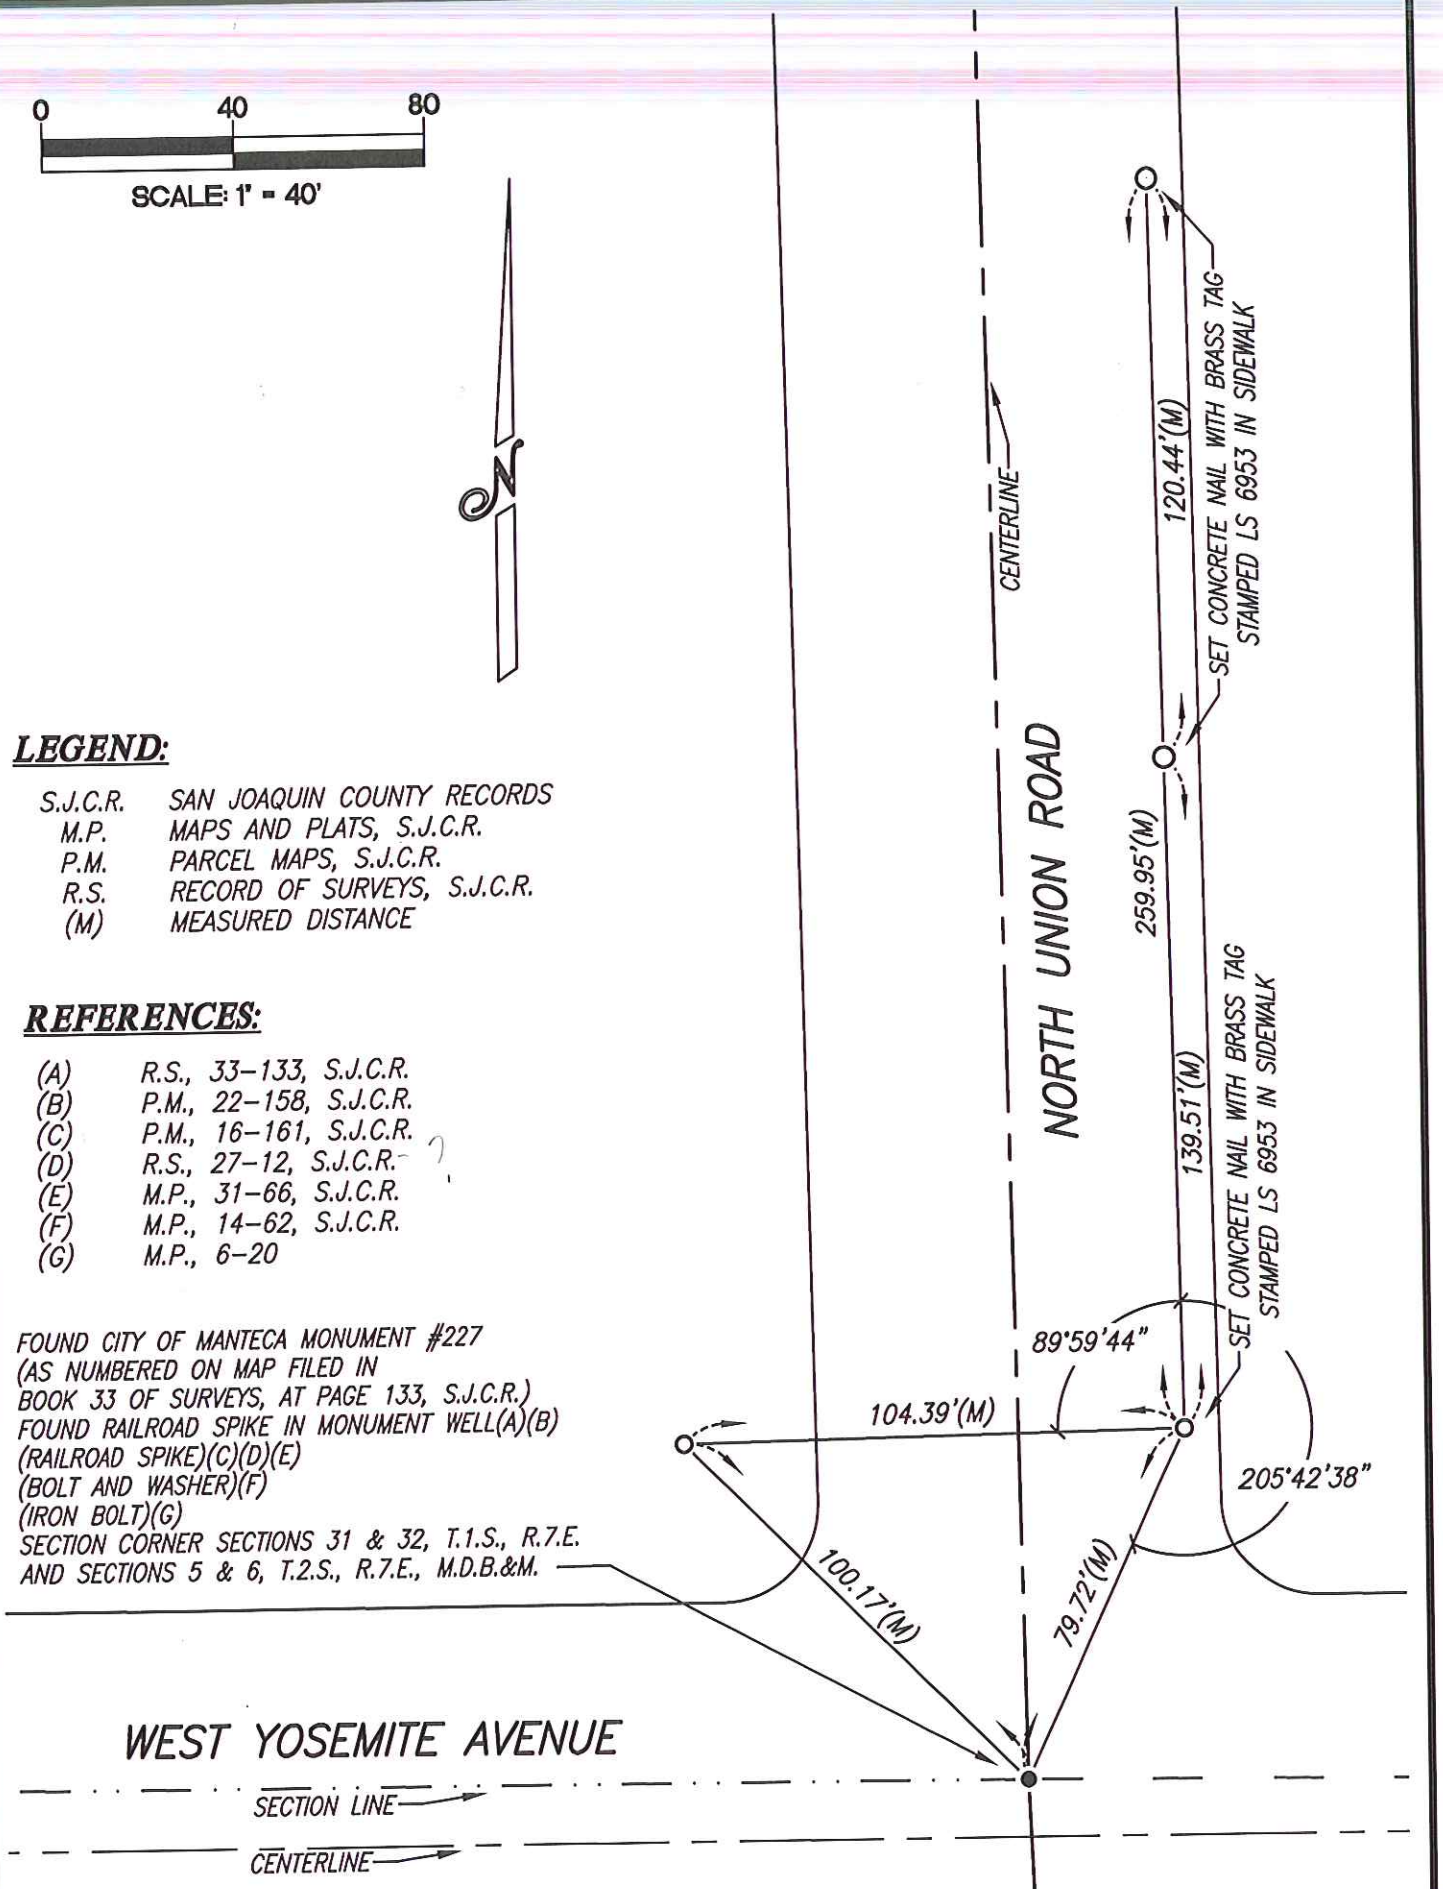 0 40 80
SCALE: 1" = 40'
N
LEGEND:
S.J.C.R. SAN JOAQUIN COUNTY RECORDS
M.P. MAPS AND PLATS, S.J.C.R.
P.M. PARCEL MAPS, S.J.C.R.
R.S. RECORD OF SURVEYS, S.J.C.R.
(M) MEASURED DISTANCE
REFERENCES:
(A) R.S., 33-133, S.J.C.R.
(B) P.M., 22-158, S.J.C.R.
(C) P.M., 16-161, S.J.C.R.
(D) R.S., 27-12, S.J.C.R.
(E) M.P., 31-66, S.J.C.R.
(F) M.P., 14-62, S.J.C.R.
(G) M.P., 6-20
FOUND CITY OF MANTECA MONUMENT #227
(AS NUMBERED ON MAP FILED IN
BOOK 33 OF SURVEYS, AT PAGE 133, S.J.C.R.)
FOUND RAILROAD SPIKE IN MONUMENT WELL(A)(B)
(RAILROAD SPIKE)(C)(D)(E)
(BOLT AND WASHER)(F)
(IRON BOLT)(G)
SECTION CORNER SECTIONS 31 & 32, T.1.S., R.7.E.
AND SECTIONS 5 & 6, T.2.S., R.7.E., M.D.B.&M.
WEST YOSEMITE AVENUE
SECTION LINE
CENTERLINE
CENTERLINE
NORTH UNION ROAD
120.44'(M)
SET CONCRETE NAIL WITH BRASS TAG
STAMPED LS 6953 IN SIDEWALK
259.95'(M)
139.51'(M)
SET CONCRETE NAIL WITH BRASS TAG
STAMPED LS 6953 IN SIDEWALK
89°59'44"
104.39'(M)
205°42'38"
100.17'(M)
79.72'(M)